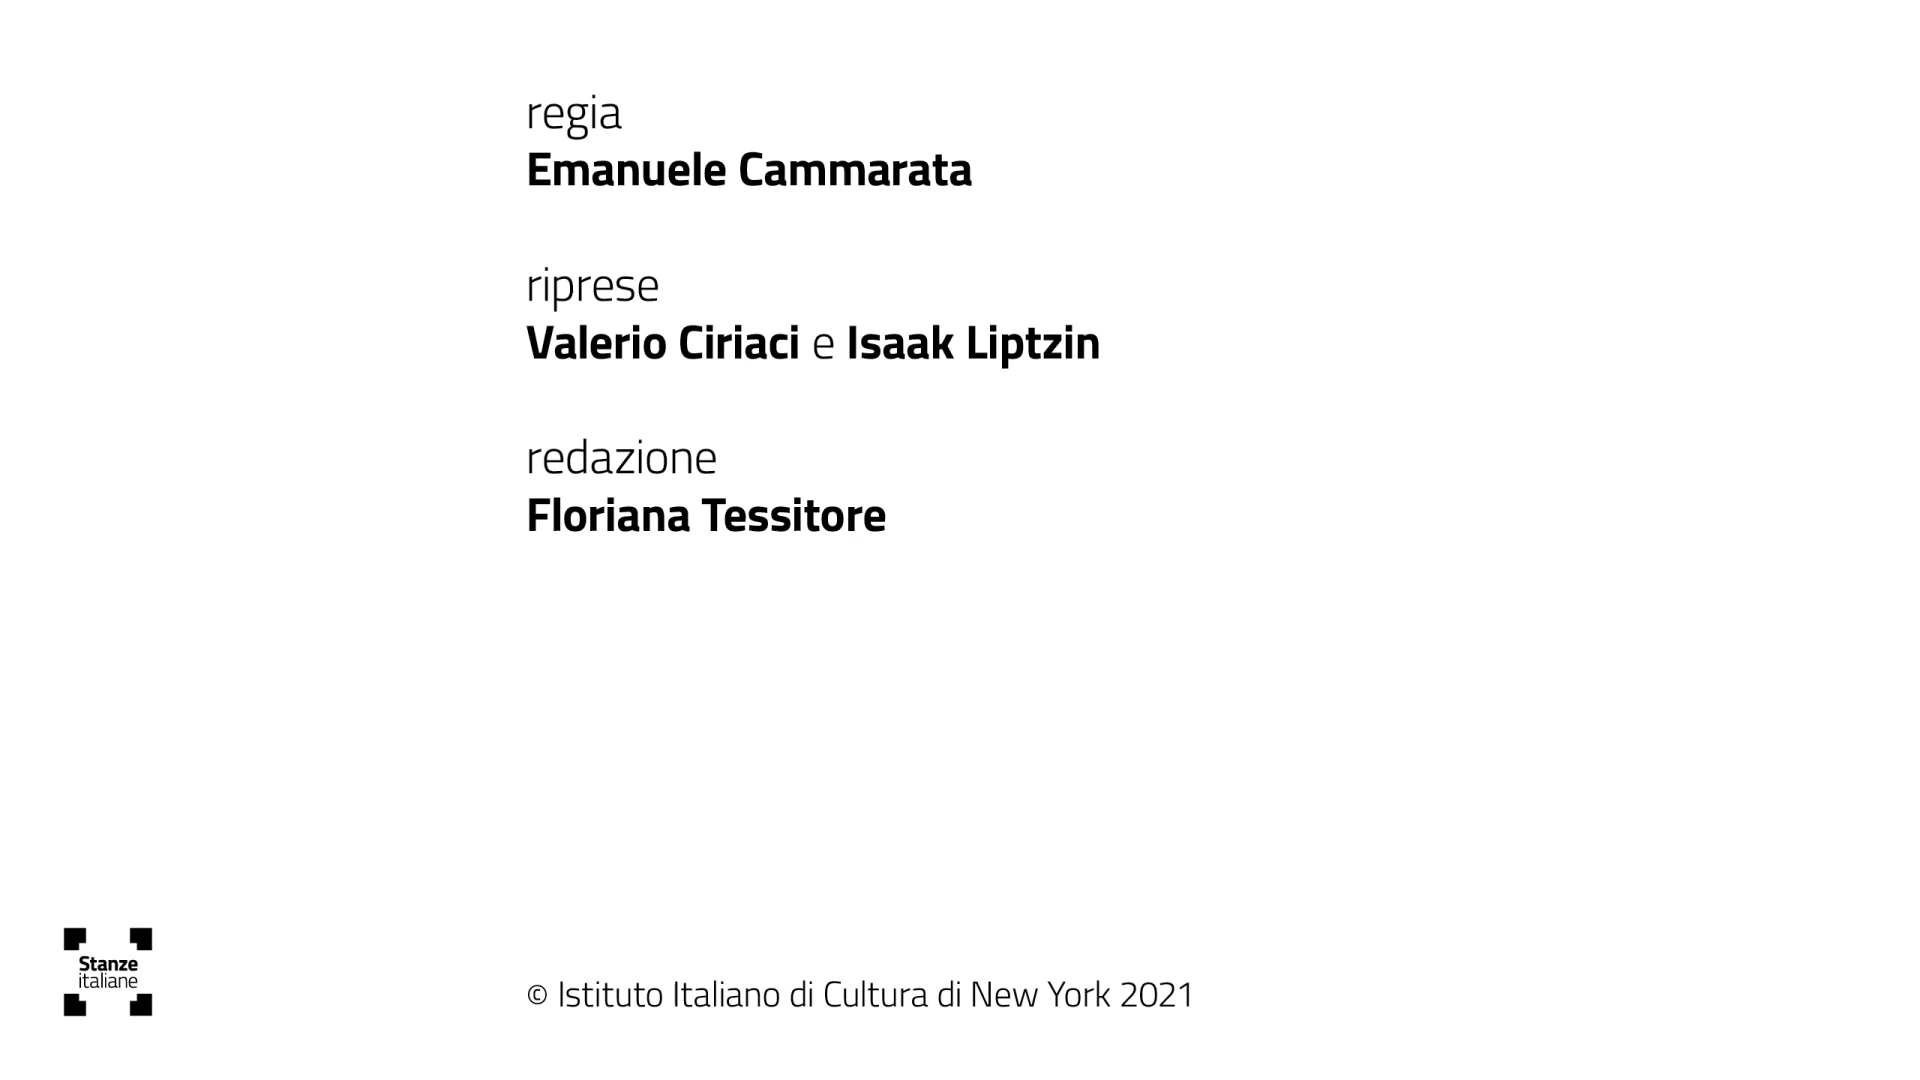 regia
Emanuele Cammarata
riprese
Valerio Ciriaci e Isaak Liptzin
redazione
Floriana Tessitore
Stanze
italiane
© Istituto Italiano di Cultura di New York 2021